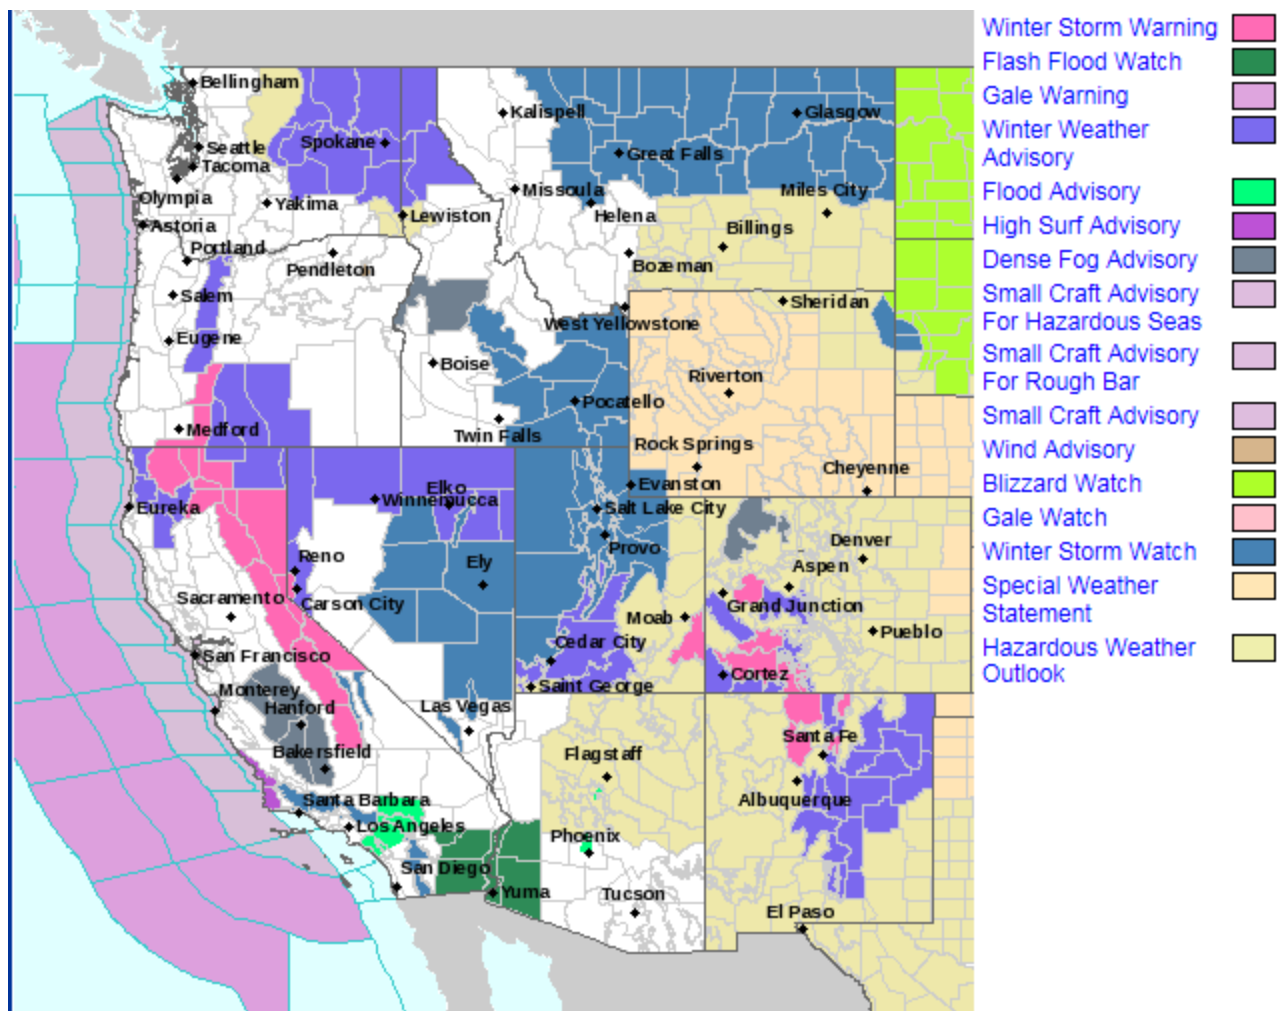 Bellingham
Seattle
Tacoma
Olympia
Spokane
Yakima
Astoria
Portland
Pendleton
Lewiston
Salem
Eugene
Medford
Kalispell
Great Falls
Glasgow
Missoula
Helena
Miles City
Billings
Bozeman
Sheridan
West Yellowstone
Boise
Pocatello
Twin Falls
Riverton
Rock Springs
Cheyenne
Evanston
Eureka
Elko
Winnemucca
Salt Lake City
Provo
Reno
Ely
Carson City
Sacramento
San Francisco
Denver
Aspen
Grand Junction
Moab
Pueblo
Cedar City
Cortez
Saint George
Monterey
Hanford
Las Vegas
Bakersfield
Flagstaff
Santa Fe
Albuquerque
Santa Barbara
Los Angeles
Phoenix
San Diego
Yuma
Tucson
El Paso
Winter Storm Warning
Flash Flood Watch
Gale Warning
Winter Weather
Advisory
Flood Advisory
High Surf Advisory
Dense Fog Advisory
Small Craft Advisory
For Hazardous Seas
Small Craft Advisory
For Rough Bar
Small Craft Advisory
Wind Advisory
Blizzard Watch
Gale Watch
Winter Storm Watch
Special Weather
Statement
Hazardous Weather
Outlook